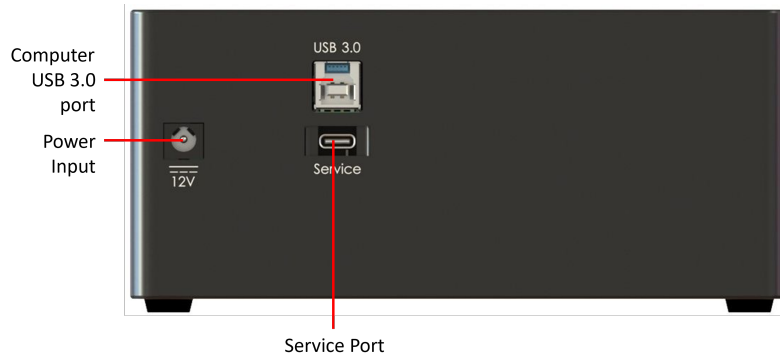 USB 3.0
Computer
USB 3.0
port
Power
Input
12V
Service
Service Port